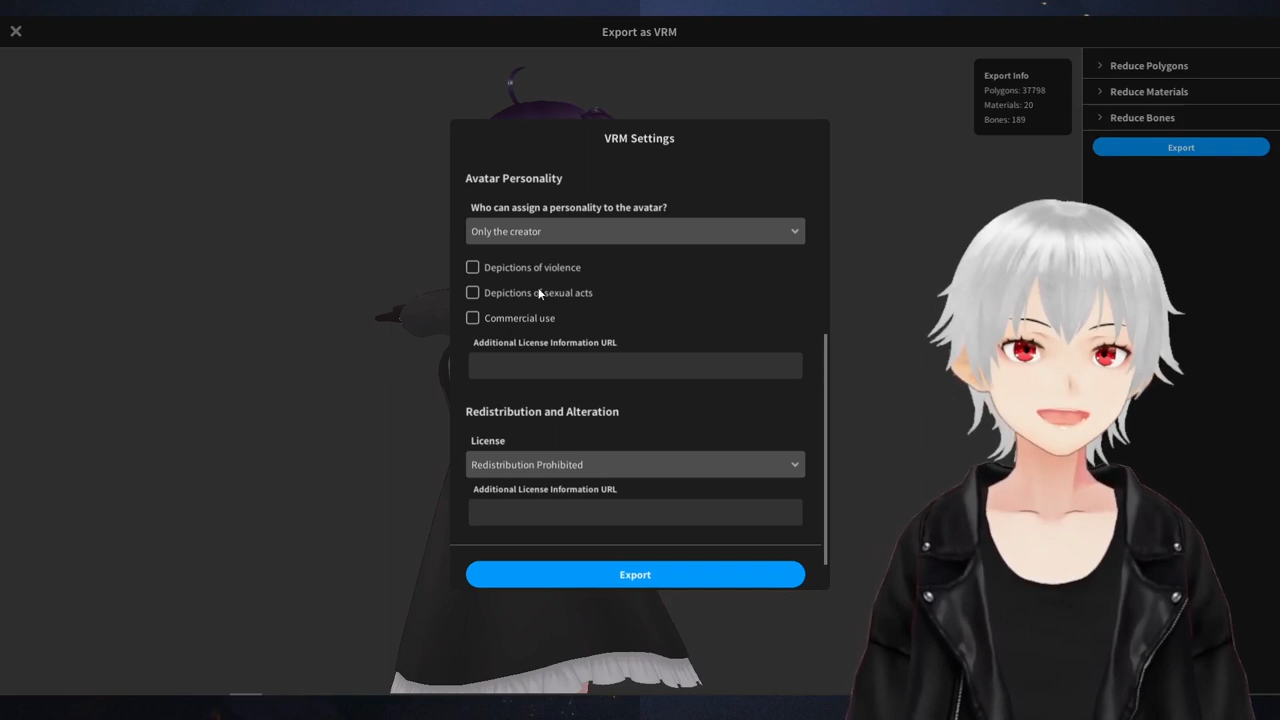 Export as VRM
Export Info
Polygons: 37798
Materials: 20
Bones: 189
Reduce Polygons
Reduce Materials
Reduce Bones
Export
VRM Settings
Avatar Personality
Who can assign a personality to the avatar?
Only the creator
Depictions of violence
Depictions of sexual acts
Commercial use
Additional License Information URL
Redistribution and Alteration
License
Redistribution Prohibited
Additional License Information URL
Export